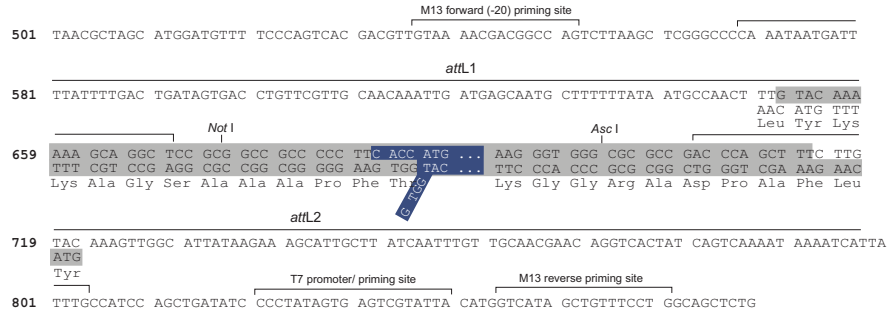 M13 forward (-20) priming site
501 TAACGCTAGC ATGGATGTTT TCCCAGTCAC GACGTTGTAA AACGACGGCC AGTCTTAAGC TCGGGCCCCA AATAATGATT
attL1
581 TTATTTTGAC TGATAGTGAC CTGTTCGTTG CAACAAATTG ATGAGCAATG CTTTTTTATA ATGCCAACT TTG TAC AAA
AAC ATG TTT
Leu Tyr Lys
Not I
Asc I
659 AAA GCA GGC TCC GCG GCC GCC CCC TTC ACC ATG ... AAG GGT GGG CGC GCC GAC CCA GCT TTC TTG
TTT CGT CCG AGG CGC CGG CGG GGG AAG TGG TAC ... TTC CCA CCC GCG CGG CTG GGT CGA AAG AAC
Lys Ala Gly Ser Ala Ala Ala Pro Phe Thr Lys Gly Gly Arg Ala Asp Pro Ala Phe Leu
G TGG
attL2
719 TAC AAAGTTGGC ATTATAAGAA AGCATTGCTT ATCAATTTGT TGCAACGAAC AGGTCACTAT CAGTCAAAAT AAAATCATTA
ATG
Tyr
T7 promoter/ priming site
M13 reverse priming site
801 TTTGCCATCC AGCTGATATC CCCTATAGTG AGTCGTATTA CATGGTCATA GCTGTTTCCT GGCAGCTCTG